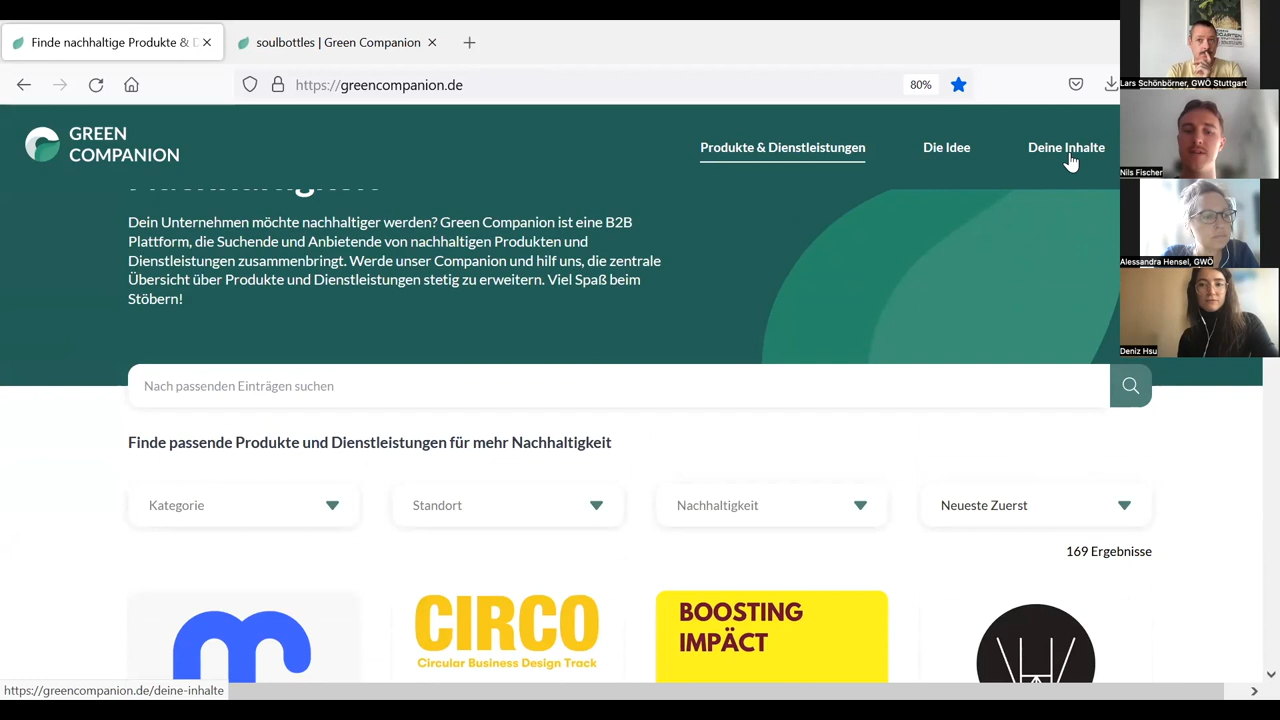 Finde nachhaltige Produkte & D
soulbottles | Green Companion
https://greencompanion.de
80%
GREEN
COMPANION
Produkte & Dienstleistungen
Die Idee
Deine Inhalte
Dein Unternehmen möchte nachhaltiger werden? Green Companion ist eine B2B
Plattform, die Suchende und Anbietende von nachhaltigen Produkten und
Dienstleistungen zusammenbringt. Werde unser Companion und hilf uns, die zentrale
Übersicht über Produkte und Dienstleistungen stetig zu erweitern. Viel Spaß beim
Stöbern!
Nach passenden Einträgen suchen
Finde passende Produkte und Dienstleistungen für mehr Nachhaltigkeit
Kategorie
Standort
Nachhaltigkeit
Neueste Zuerst
169 Ergebnisse
CIRCO
Circular Business Design Track
BOOSTING
IMPÄCT
https://greencompanion.de/deine-inhalte
Lars Schönbörner, GWÖ Stuttgart
Nils Fischer
Alessandra Hensel, GWÖ
Deniz Hsu